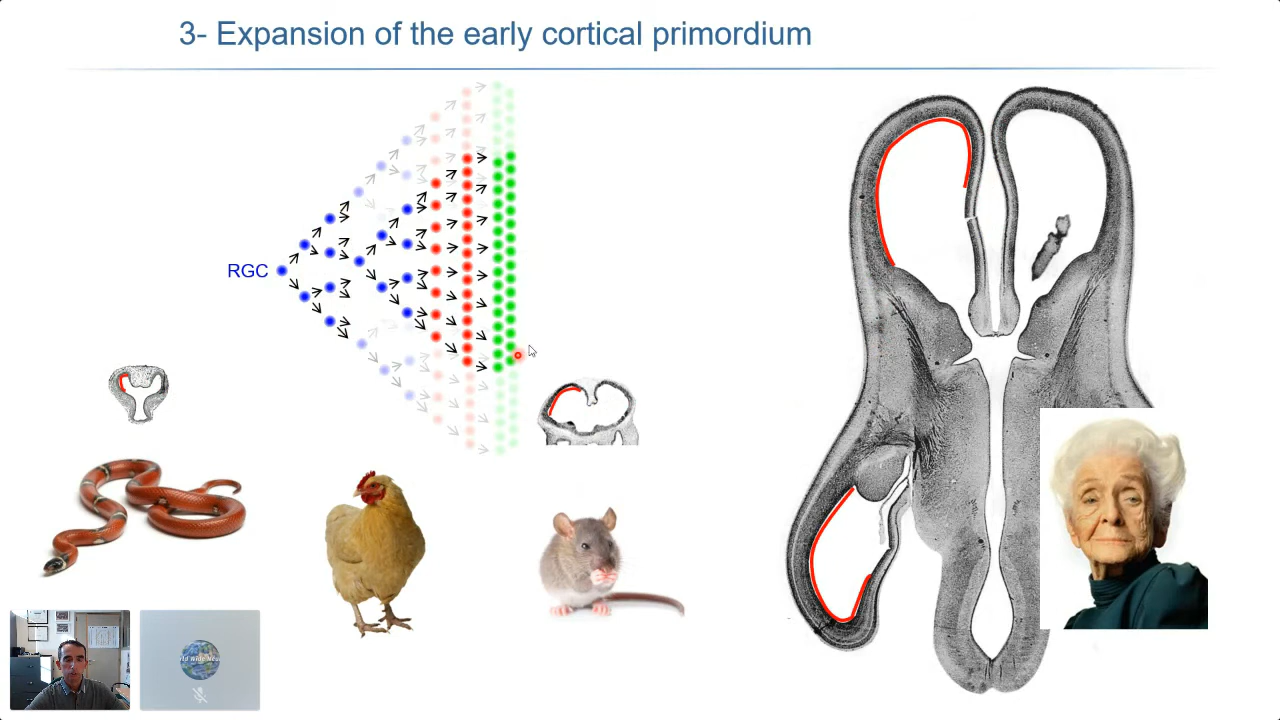 3- Expansion of the early cortical primordium
RGC